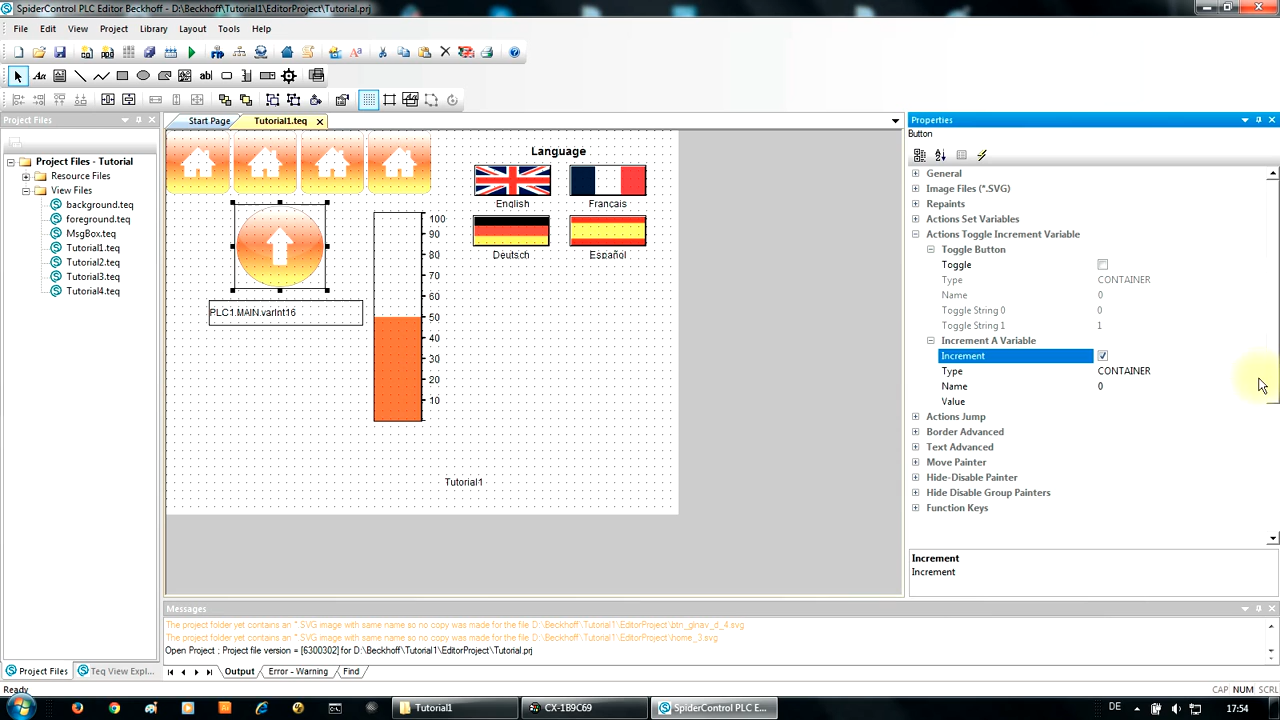 SpiderControl PLC Editor Beckhoff - D:\Beckhoff\Tutorial1\EditorProject\Tutorial.prj
File Edit View Project Library Layout Tools Help
Project Files
Start Page Tutorial1.teq
Project Files - Tutorial
Resource Files
View Files
background.teq
foreground.teq
MsgBox.teq
Tutorial1.teq
Tutorial2.teq
Tutorial3.teq
Tutorial4.teq
Project Files Teq View Expl...
Language
English Français
Deutsch Español
PLC1.MAIN.varInt16
100
90
80
70
60
50
40
30
20
10
Tutorial1
Properties
Button
General
Image Files (*.SVG)
Repaints
Actions Set Variables
Actions Toggle Increment Variable
Toggle Button
Toggle
Type CONTAINER
Name 0
Toggle String 0 0
Toggle String 1 1
Increment A Variable
Increment
Type CONTAINER
Name 0
Value
Actions Jump
Border Advanced
Text Advanced
Move Painter
Hide-Disable Painter
Hide Disable Group Painters
Function Keys
Increment
Increment
Messages
The project folder yet contains an *.SVG image with same name so no copy was made for the file D:\Beckhoff\Tutorial1\EditorProject\btn_glnav_d_4.svg
The project folder yet contains an *.SVG image with same name so no copy was made for the file D:\Beckhoff\Tutorial1\EditorProject\home_3.svg
Open Project ; Project file version = [6300302] for D:\Beckhoff\Tutorial1\EditorProject\Tutorial.prj
Output Error - Warning Find
Ready CAP NUM SCRL
Tutorial1 CX-1B9C69 SpiderControl PLC E... DE 17:54